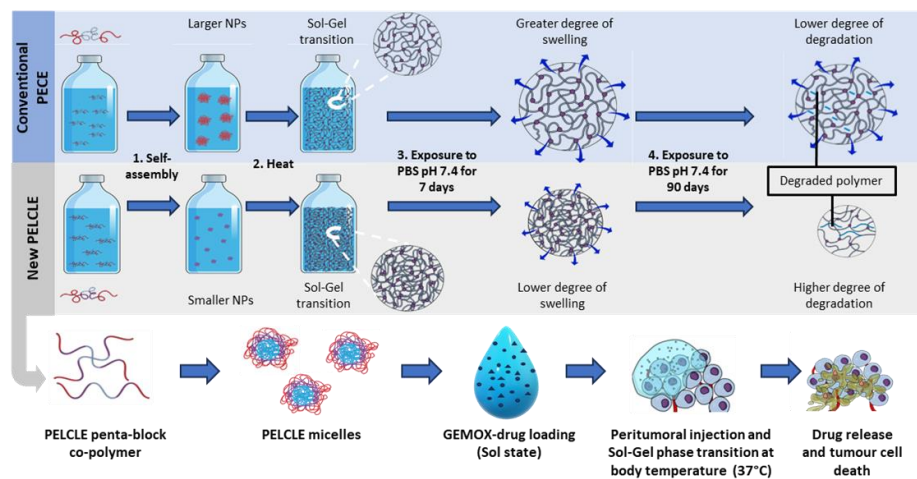 Conventional
PECE
Larger NPs
Sol-Gel
transition
Greater degree of
swelling
Lower degree of
degradation
1. Self-
assembly
2. Heat
3. Exposure to
PBS pH 7.4 for
7 days
4. Exposure to
PBS pH 7.4 for
90 days
Degraded polymer
New PELCLE
Smaller NPs
Sol-Gel
transition
Lower degree of
swelling
Higher degree of
degradation
PELCLE penta-block
co-polymer
PELCLE micelles
GEMOX-drug loading
(Sol state)
Peritumoral injection and
Sol-Gel phase transition at
body temperature (37°C)
Drug release
and tumour cell
death